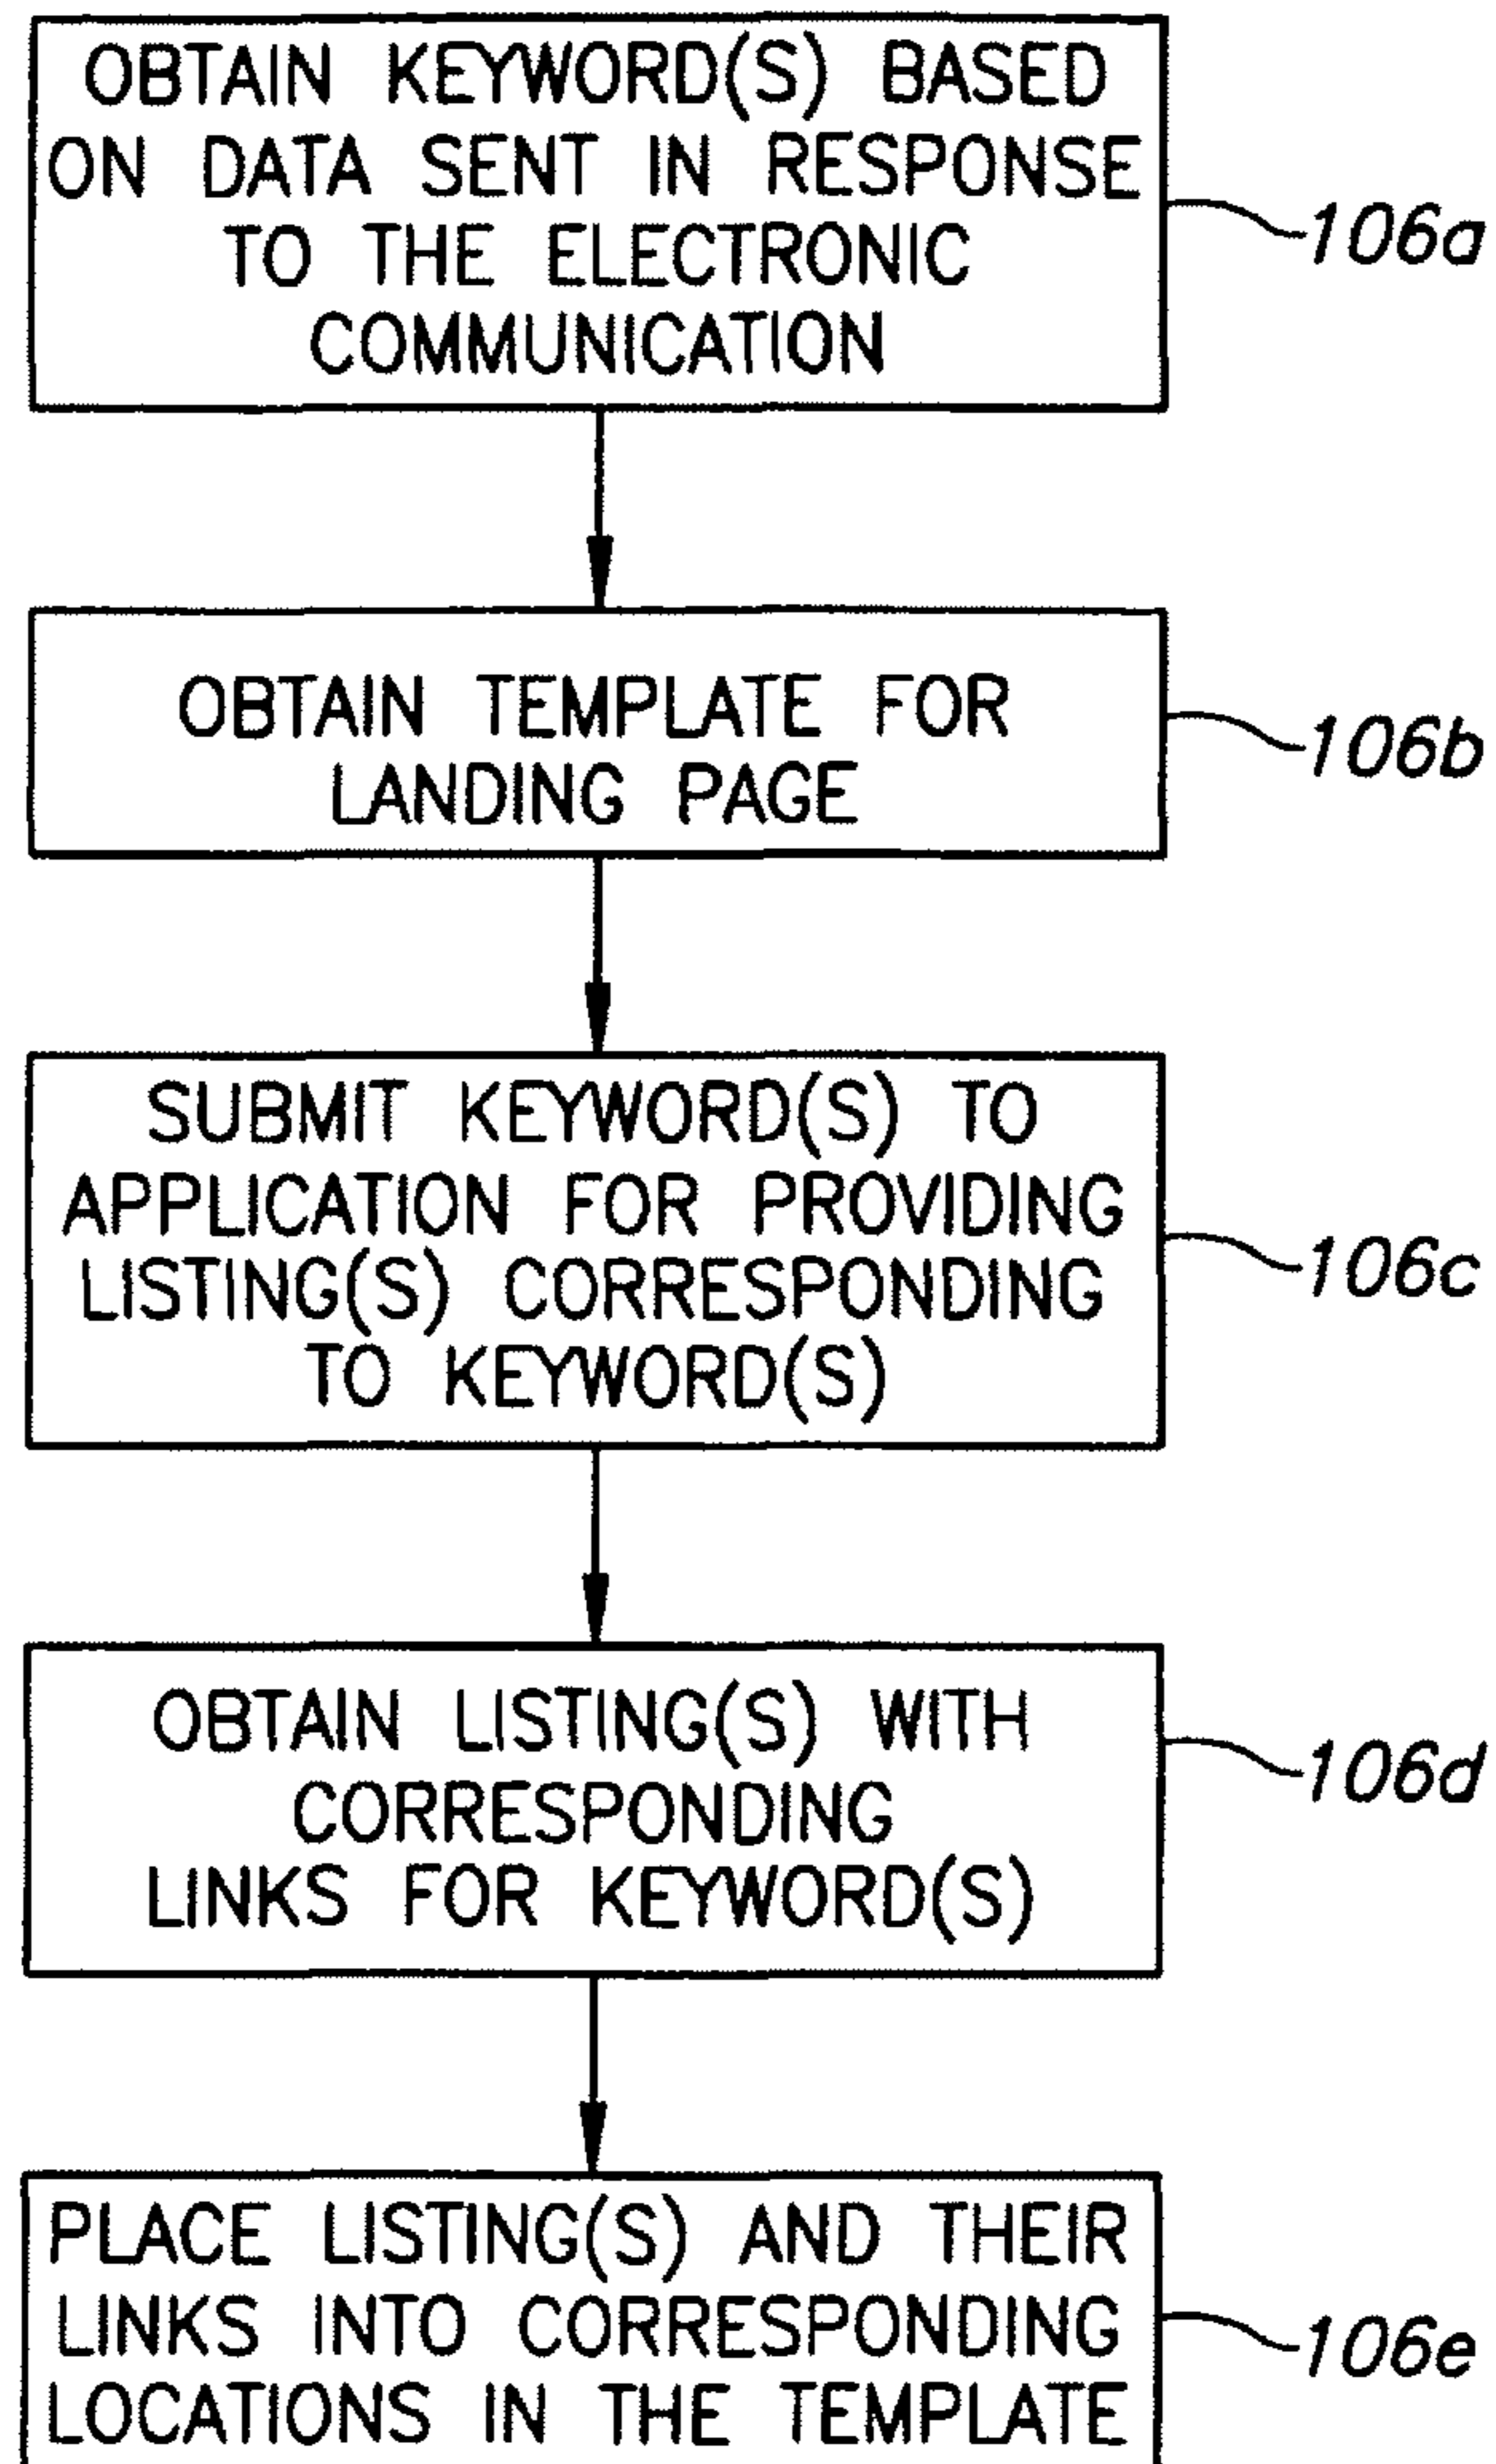 OBTAIN KEYWORD(S) BASED
ON DATA SENT IN RESPONSE
TO THE ELECTRONIC
COMMUNICATION
106a
OBTAIN TEMPLATE FOR
LANDING PAGE
106b
SUBMIT KEYWORD(S) TO
APPLICATION FOR PROVIDING
LISTING(S) CORRESPONDING
TO KEYWORD(S)
106c
OBTAIN LISTING(S) WITH
CORRESPONDING
LINKS FOR KEYWORD(S)
106d
PLACE LISTING(S) AND THEIR
LINKS INTO CORRESPONDING
LOCATIONS IN THE TEMPLATE
106e